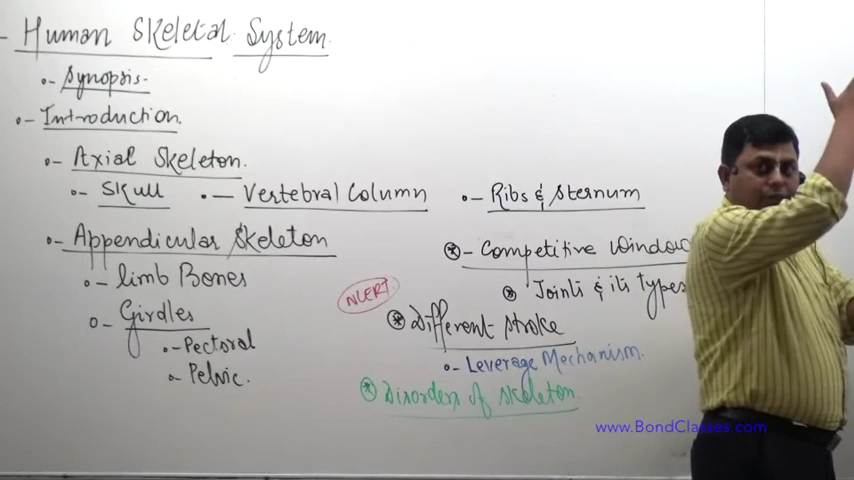 - Human Skeletal System
- Synopsis-
- Introduction
- Axial Skeleton
- Skull - Vertebral Column - Ribs & Sternum
- Appendicular Skeleton
- limb Bones
- Girdles
- Pectoral
- Pelvic.
- Competitive Window
Joints & its types
NCERT
Different stroke
- Leverage Mechanism.
Disorders of Skeleton
www.BondClasses.com